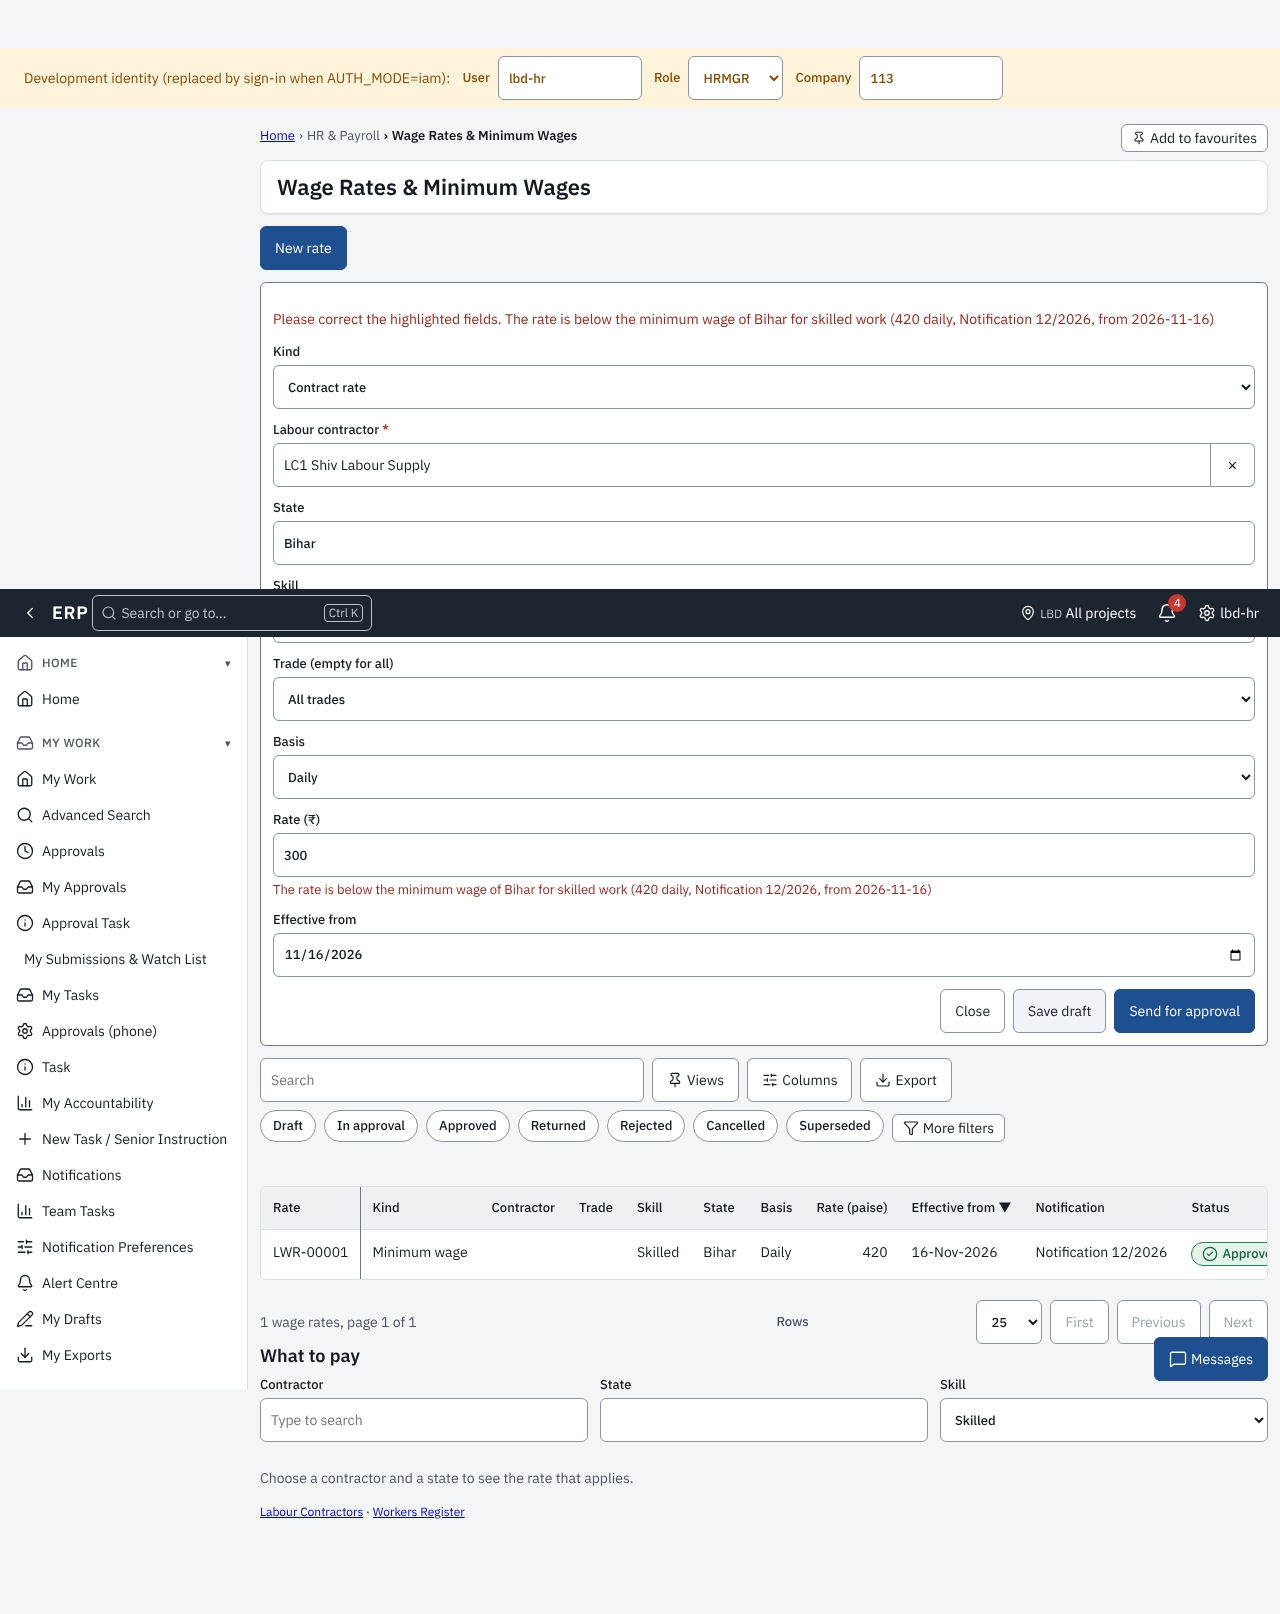 Development identity (replaced by sign-in when AUTH_MODE=iam): User lbd-hr Role HRMGR Company 113
Home › HR & Payroll › Wage Rates & Minimum Wages
Add to favourites
Wage Rates & Minimum Wages
New rate
Please correct the highlighted fields. The rate is below the minimum wage of Bihar for skilled work (420 daily, Notification 12/2026, from 2026-11-16)
Kind
Contract rate
Labour contractor *
LC1 Shiv Labour Supply ×
State
Bihar
Skill
ERP Search or go to... Ctrl K LBD All projects 4 lbd-hr
HOME
Home
MY WORK
My Work
Advanced Search
Approvals
My Approvals
Approval Task
My Submissions & Watch List
My Tasks
Approvals (phone)
Task
My Accountability
New Task / Senior Instruction
Notifications
Team Tasks
Notification Preferences
Alert Centre
My Drafts
My Exports
Trade (empty for all)
All trades
Basis
Daily
Rate (₹)
300
The rate is below the minimum wage of Bihar for skilled work (420 daily, Notification 12/2026, from 2026-11-16)
Effective from
11/16/2026
Close Save draft Send for approval
Search Views Columns Export
Draft In approval Approved Returned Rejected Cancelled Superseded More filters
Rate Kind Contractor Trade Skill State Basis Rate (paise) Effective from ▼ Notification Status
LWR-00001 Minimum wage Skilled Bihar Daily 420 16-Nov-2026 Notification 12/2026 Approve
1 wage rates, page 1 of 1 Rows 25 First Previous Next
What to pay
Messages
Contractor State Skill
Type to search Skilled
Choose a contractor and a state to see the rate that applies.
Labour Contractors · Workers Register